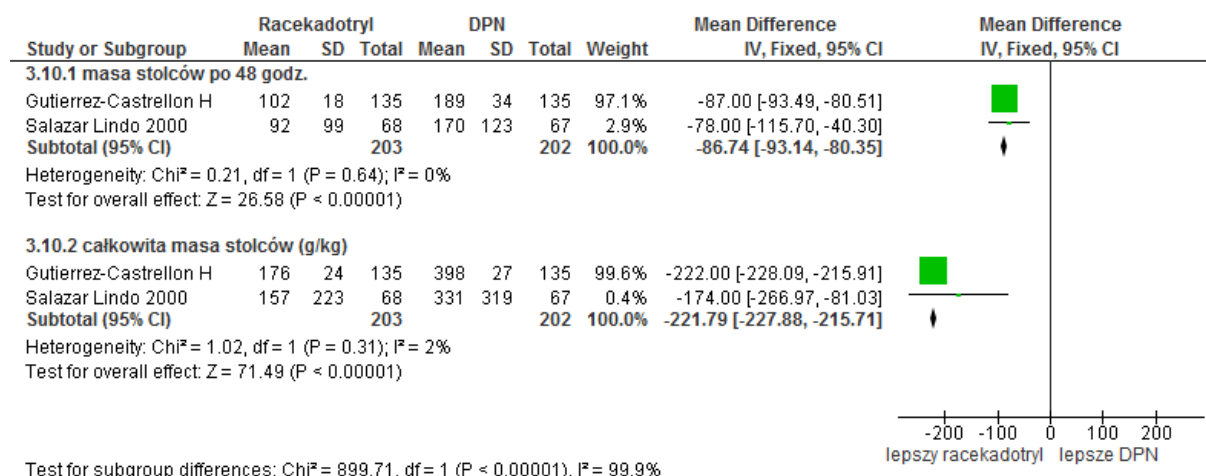 Racekadotryl DPN Mean Difference Mean Difference
Study or Subgroup Mean SD Total Mean SD Total Weight IV, Fixed, 95% CI IV, Fixed, 95% CI
3.10.1 masa stolców po 48 godz.
Gutierrez-Castrellon H 102 18 135 189 34 135 97.1% -87.00 [-93.49, -80.51]
Salazar Lindo 2000 92 99 68 170 123 67 2.9% -78.00 [-115.70, -40.30]
Subtotal (95% CI) 203 202 100.0% -86.74 [-93.14, -80.35]
Heterogeneity: Chi² = 0.21, df = 1 (P = 0.64); I² = 0%
Test for overall effect: Z = 26.58 (P < 0.00001)
3.10.2 całkowita masa stolców (g/kg)
Gutierrez-Castrellon H 176 24 135 398 27 135 99.6% -222.00 [-228.09, -215.91]
Salazar Lindo 2000 157 223 68 331 319 67 0.4% -174.00 [-266.97, -81.03]
Subtotal (95% CI) 203 202 100.0% -221.79 [-227.88, -215.71]
Heterogeneity: Chi² = 1.02, df = 1 (P = 0.31); I² = 2%
Test for overall effect: Z = 71.49 (P < 0.00001)
-200 -100 0 100 200
lepszy racekadotryl lepsze DPN
Test for subgroup differences: Chi² = 899.71, df = 1 (P < 0.00001), I² = 99.9%